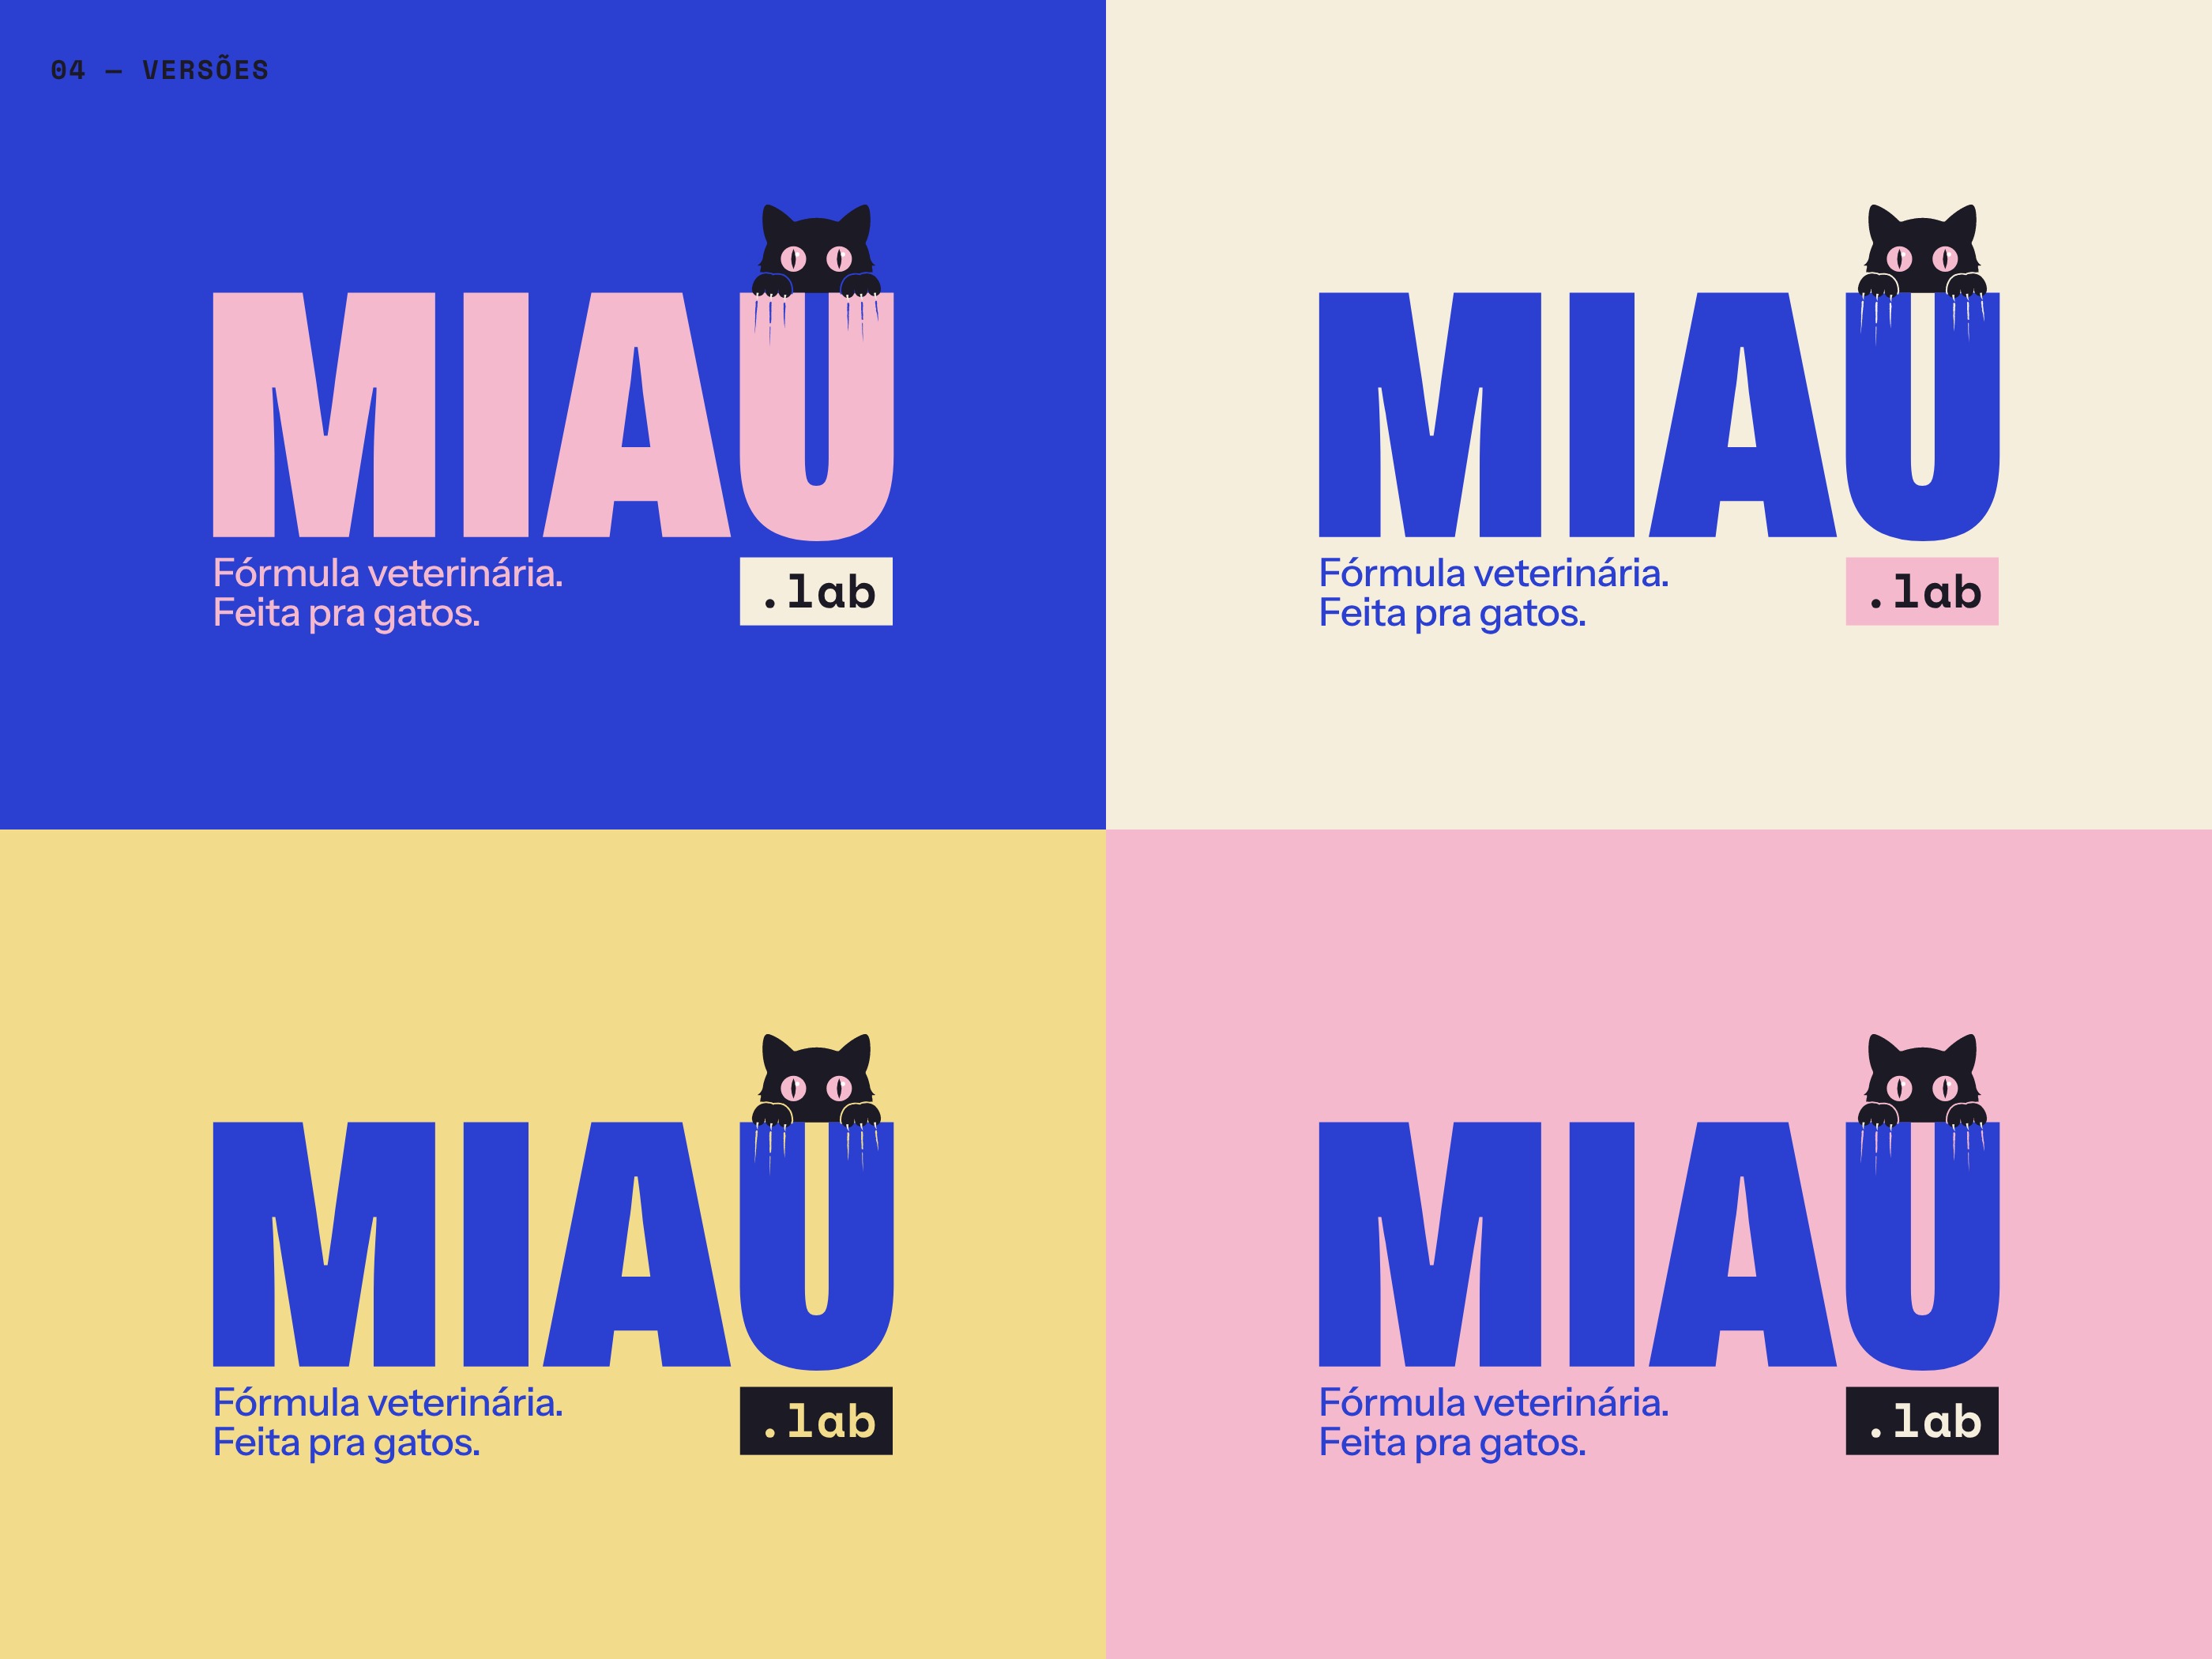 04 — VERSÕES
MIAU
Fórmula veterinária.
Feita pra gatos.
.lab
MIAU
Fórmula veterinária.
Feita pra gatos.
.lab
MIAU
Fórmula veterinária.
Feita pra gatos.
.lab
MIAU
Fórmula veterinária.
Feita pra gatos.
.lab